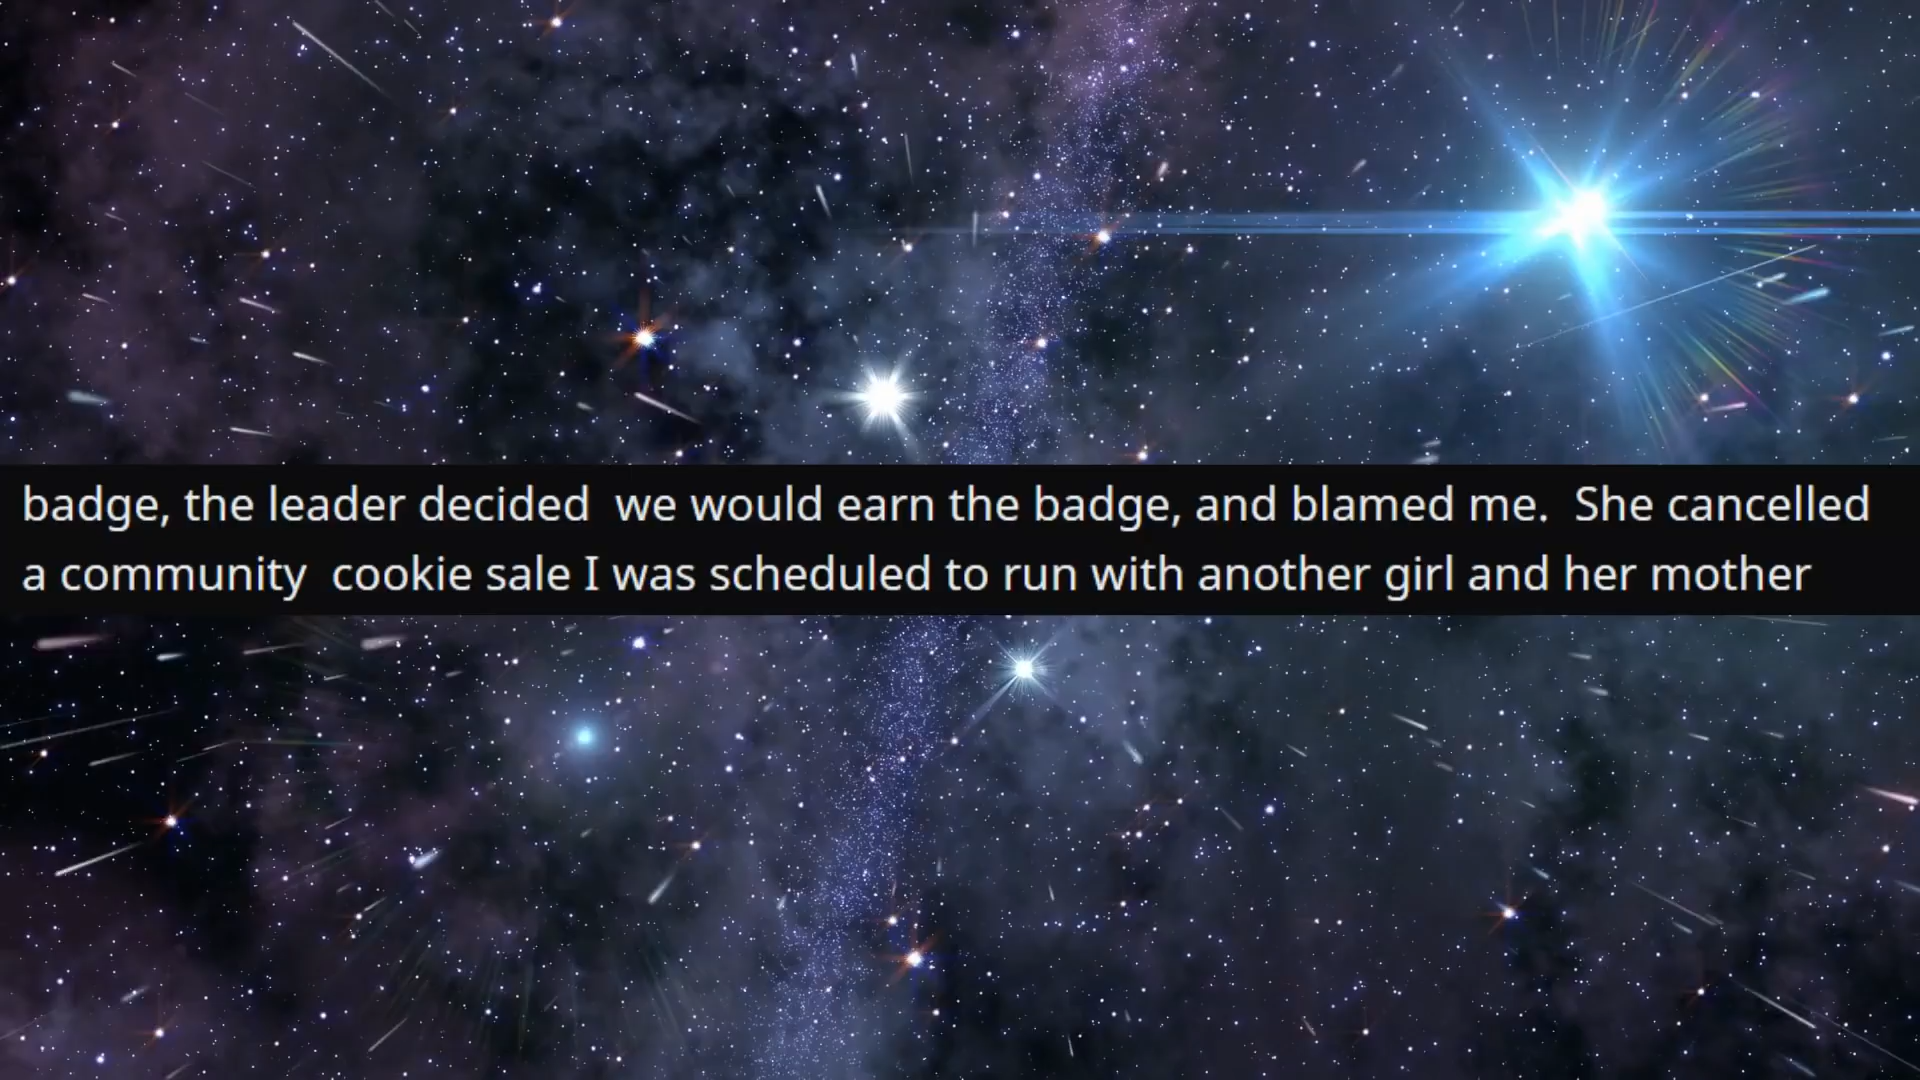 badge, the leader decided  we would earn the badge, and blamed me.  She cancelled
a community  cookie sale I was scheduled to run with another girl and her mother